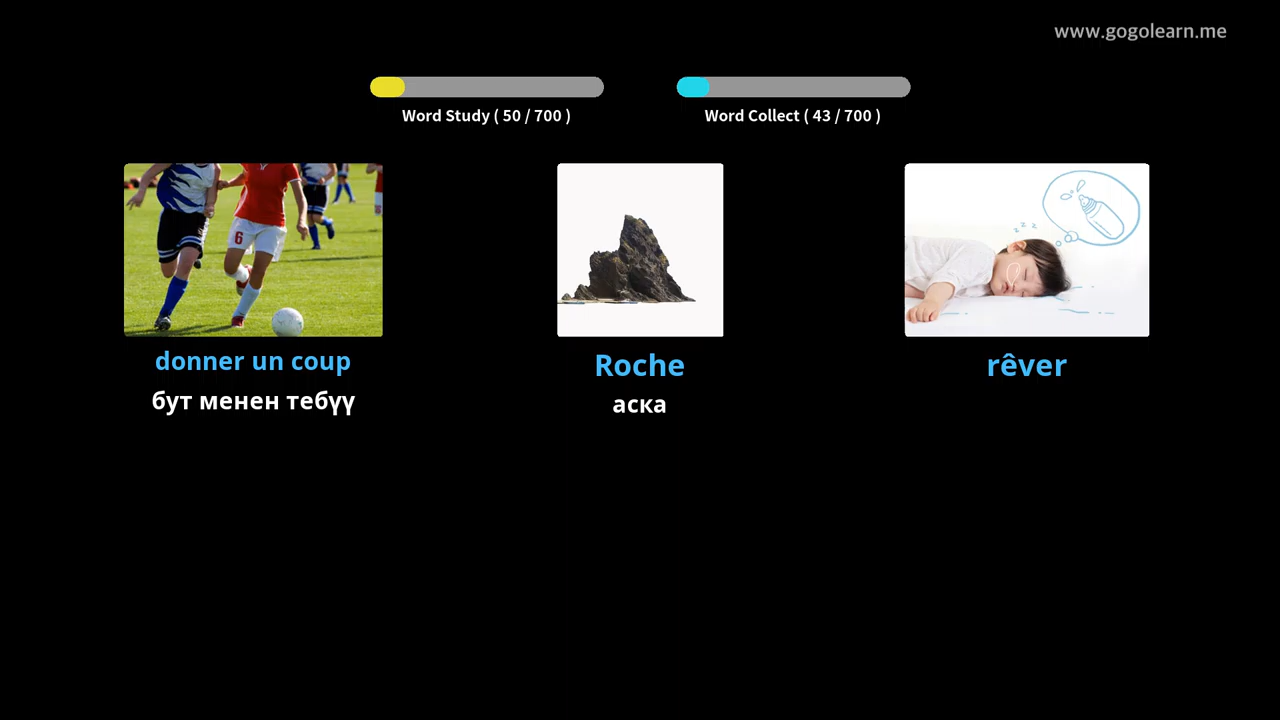 www.gogolearn.me
Word Study ( 50 / 700 )
Word Collect ( 43 / 700 )
6
donner un coup
бут менен тебүү
Roche
аска
z z z
rêver